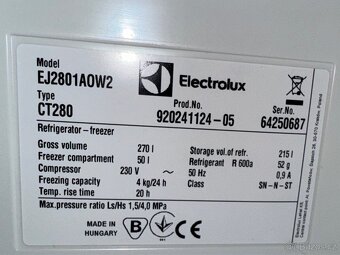 Model
EJ2801AOW2
Electrolux
Type
CT280
Prod.No.
920241124-05
Ser.No.
64250687
Refrigerator - freezer
Gross volume 270 l
Storage vol.of refr. 215 l
Freezer compartment 50 l
Refrigerant R 600a 52 g
Compressor 230 V ~ 50 Hz 0,9 A
Freezing capacity 4 kg/24 h
Class SN-N-ST
Temp. rise time 20 h
Max.pressure ratio Ls/Hs 1,5/4,0 MPa
MADE IN
HUNGARY
B